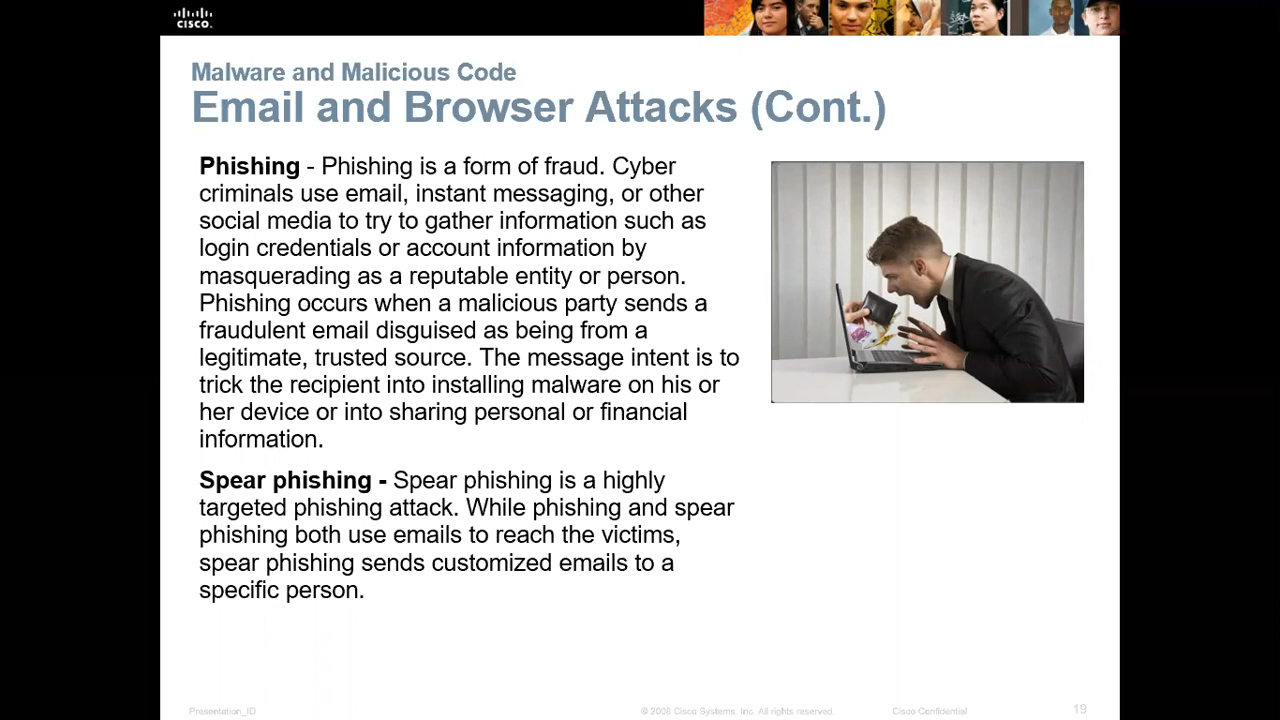 CISCO.
Malware and Malicious Code
Email and Browser Attacks (Cont.)
Phishing - Phishing is a form of fraud. Cyber
criminals use email, instant messaging, or other
social media to try to gather information such as
login credentials or account information by
masquerading as a reputable entity or person.
Phishing occurs when a malicious party sends a
fraudulent email disguised as being from a
legitimate, trusted source. The message intent is to
trick the recipient into installing malware on his or
her device or into sharing personal or financial
information.
Spear phishing - Spear phishing is a highly
targeted phishing attack. While phishing and spear
phishing both use emails to reach the victims,
spear phishing sends customized emails to a
specific person.
Presentation_ID
© 2008 Cisco Systems, Inc. All rights reserved.
Cisco Confidential
19